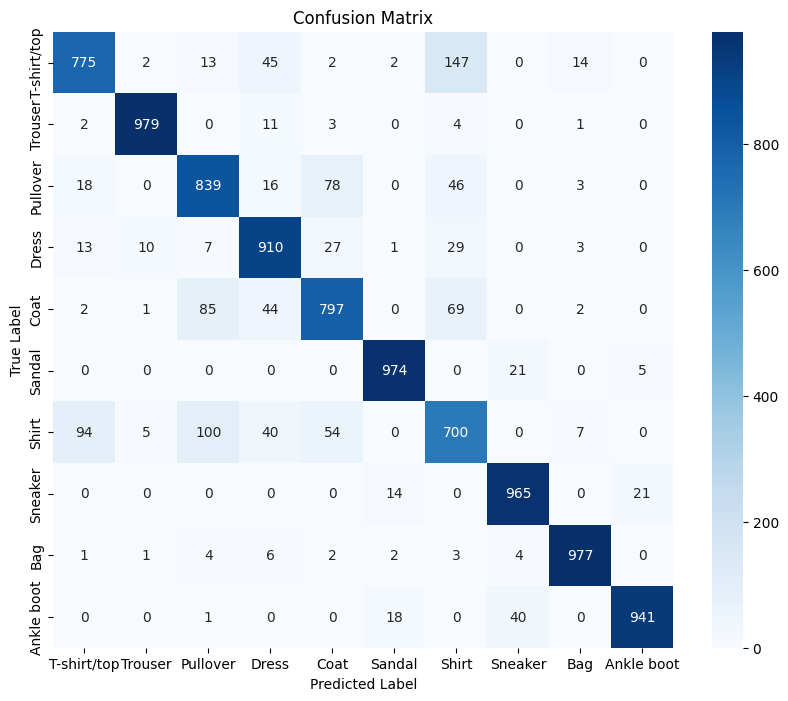 Confusion Matrix
T-shirt/top 775 2 13 45 2 2 147 0 14 0
Trouser 2 979 0 11 3 0 4 0 1 0
Pullover 18 0 839 16 78 0 46 0 3 0
Dress 13 10 7 910 27 1 29 0 3 0
Coat 2 1 85 44 797 0 69 0 2 0
Sandal 0 0 0 0 0 974 0 21 0 5
Shirt 94 5 100 40 54 0 700 0 7 0
Sneaker 0 0 0 0 0 14 0 965 0 21
Bag 1 1 4 6 2 2 3 4 977 0
Ankle boot 0 0 1 0 0 18 0 40 0 941
T-shirt/top Trouser Pullover Dress Coat Sandal Shirt Sneaker Bag Ankle boot
Predicted Label
True Label
800
600
400
200
0